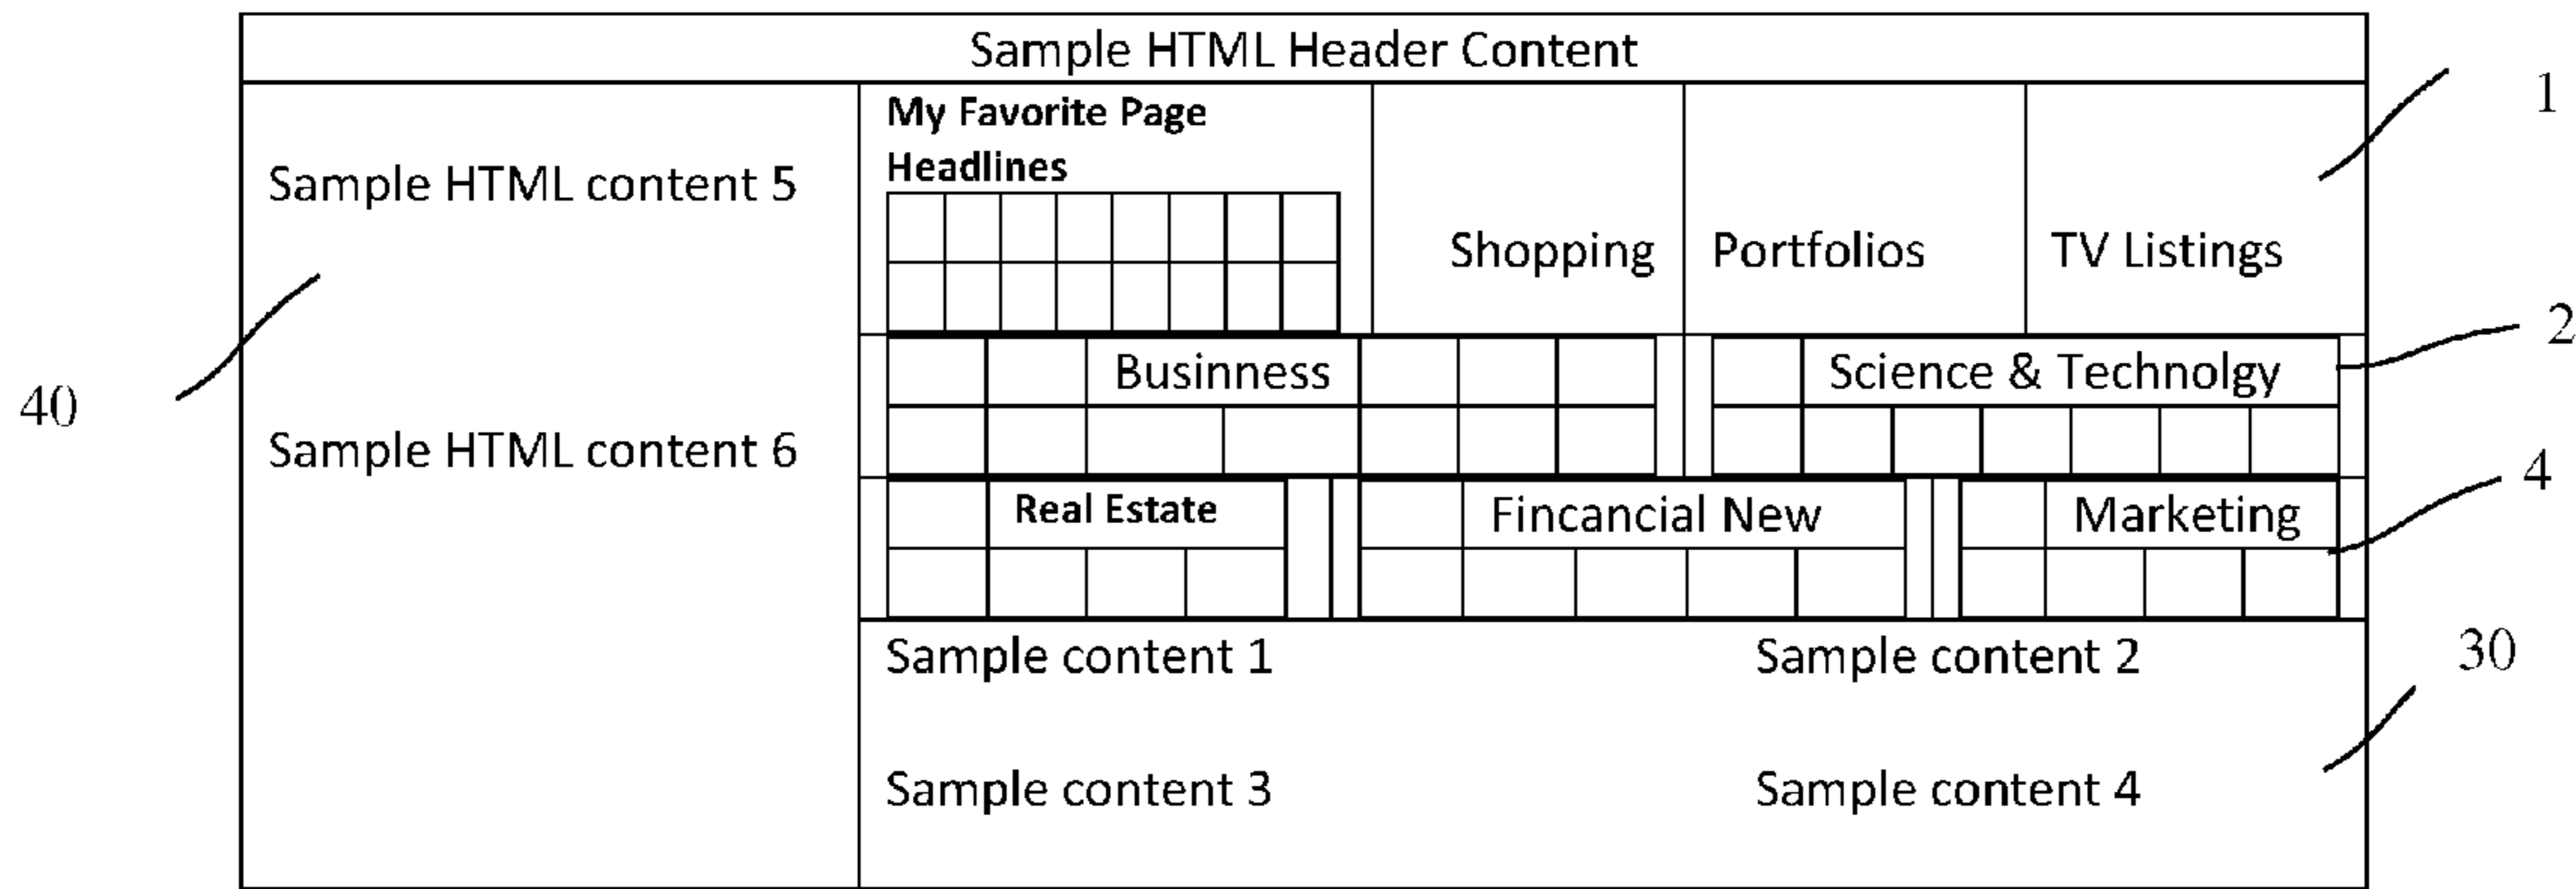 Sample HTML Header Content
My Favorite Page
Headlines
1
Sample HTML content 5
Shopping
Portfolios
TV Listings
2
Businness
Science & Technolgy
40
Sample HTML content 6
4
Real Estate
Fincancial New
Marketing
Sample content 1
Sample content 2
30
Sample content 3
Sample content 4